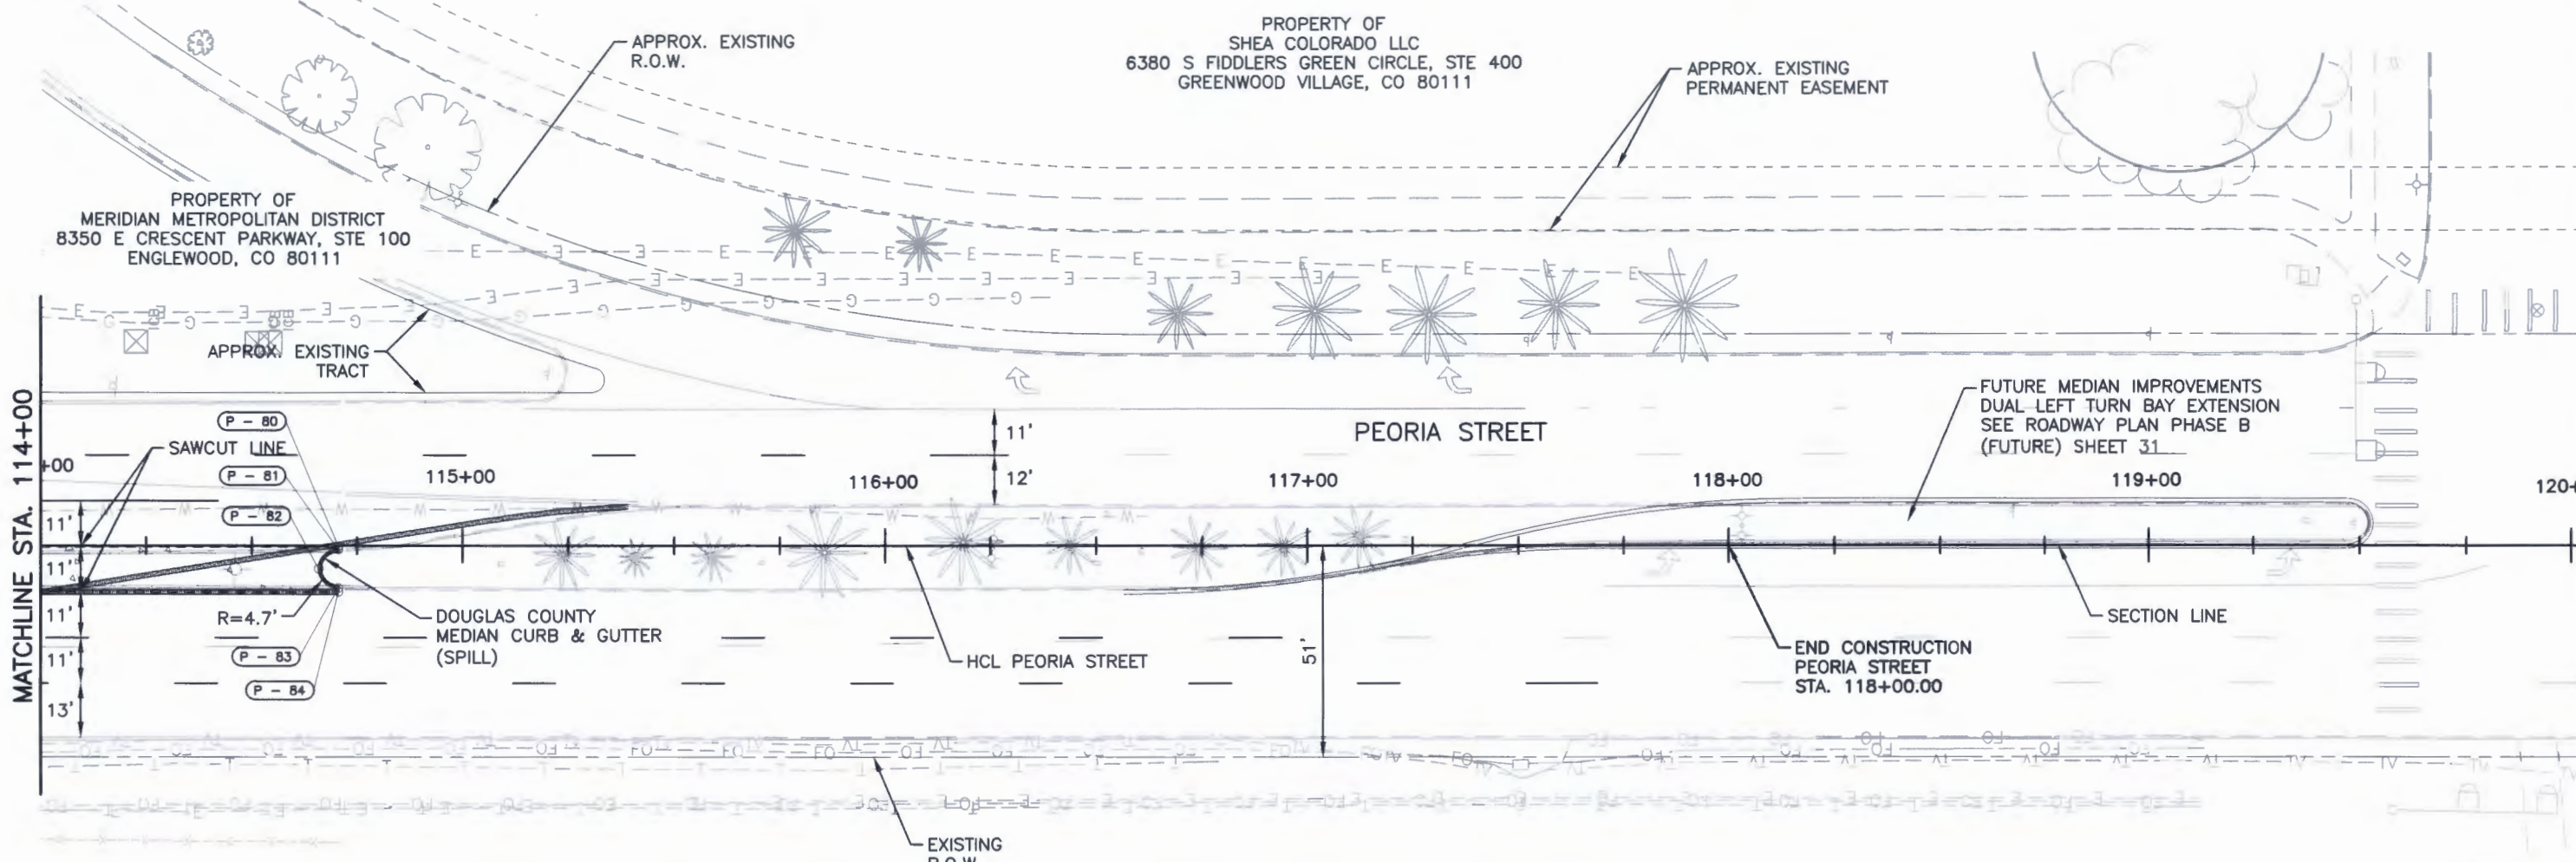 PROPERTY OF
SHEA COLORADO LLC
6380 S FIDDLERS GREEN CIRCLE, STE 400
GREENWOOD VILLAGE, CO 80111
APPROX. EXISTING
R.O.W.
APPROX. EXISTING
PERMANENT EASEMENT
PROPERTY OF
MERIDIAN METROPOLITAN DISTRICT
8350 E CRESCENT PARKWAY, STE 100
ENGLEWOOD, CO 80111
APPROX. EXISTING
TRACT
MATCHLINE STA. 114+00
P - 80
SAWCUT LINE
+00
P - 81
P - 82
115+00
116+00
117+00
118+00
119+00
120+
11'
12'
PEORIA STREET
FUTURE MEDIAN IMPROVEMENTS
DUAL LEFT TURN BAY EXTENSION
SEE ROADWAY PLAN PHASE B
(FUTURE) SHEET 31
11'
11'
11'
11'
13'
R=4.7'
P - 83
P - 84
DOUGLAS COUNTY
MEDIAN CURB & GUTTER
(SPILL)
HCL PEORIA STREET
51'
END CONSTRUCTION
PEORIA STREET
STA. 118+00.00
SECTION LINE
EXISTING
R.O.W.